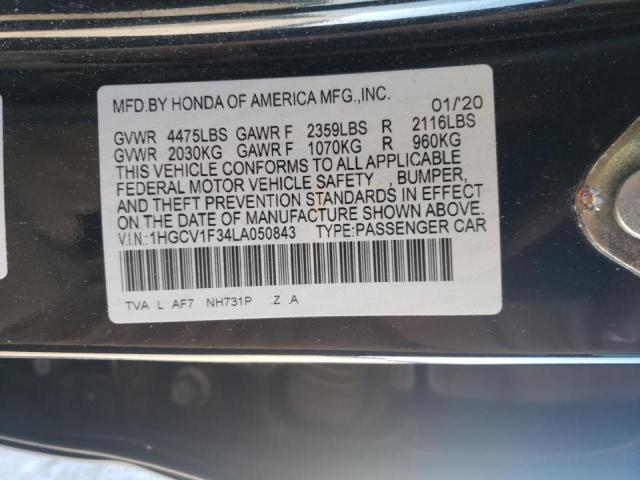 MFD.BY HONDA OF AMERICA MFG.,INC. 01/'20
GVWR 4475LBS GAWR F 2359LBS R 2116LBS
GVWR 2030KG GAWR F 1070KG R 960KG
THIS VEHICLE CONFORMS TO ALL APPLICABLE
FEDERAL MOTOR VEHICLE SAFETY , BUMPER,
AND THEFT PREVENTION STANDARDS IN EFFECT
ON THE DATE OF MANUFACTURE SHOWN ABOVE.
V.I.N.:1HGCV1F34LA050843 TYPE:PASSENGER CAR
TVA L AF7 NH731P .Z .A